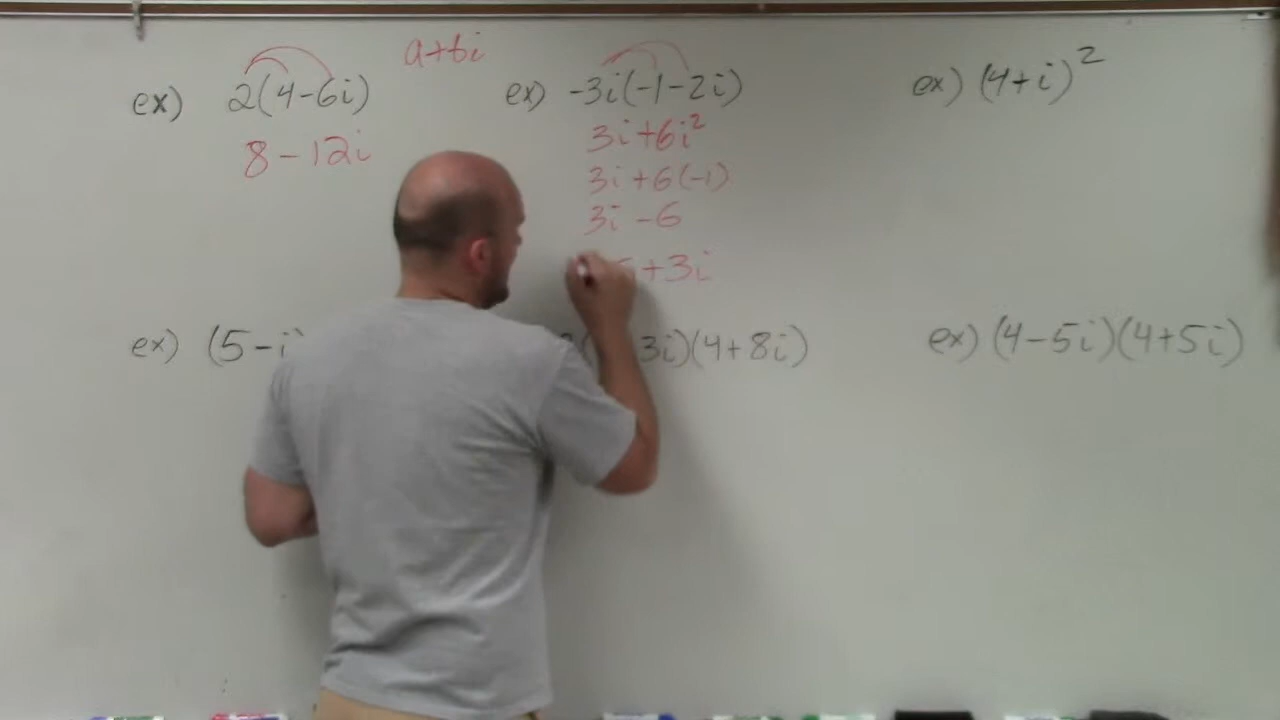 ex) 2(4-6i) a+bi
8-12i
ex) -3i(-1-2i)
3i+6i²
3i+6(-1)
3i-6
+3i
ex) (4+i)²
ex) (5-i
3i)(4+8i)
ex) (4-5i)(4+5i)